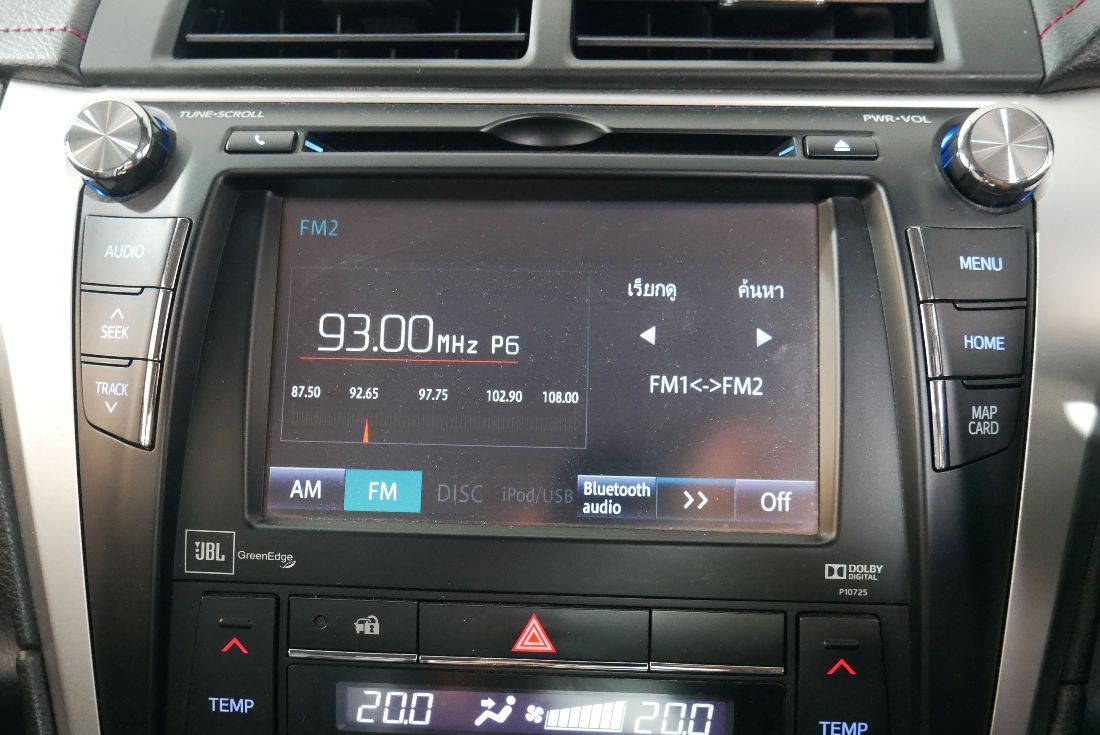 TUNE•SCROLL
PWR•VOL
AUDIO
SEEK
TRACK
MENU
HOME
MAP
CARD
FM2
93.00 MHz P6
87.50 92.65 97.75 102.90 108.00
เรียกดู ค้นหา
FM1<->FM2
AM FM DISC iPod/USB Bluetooth audio >> Off
JBL GreenEdge
DOLBY
DIGITAL
P10725
TEMP
TEMP
20.0 20.0